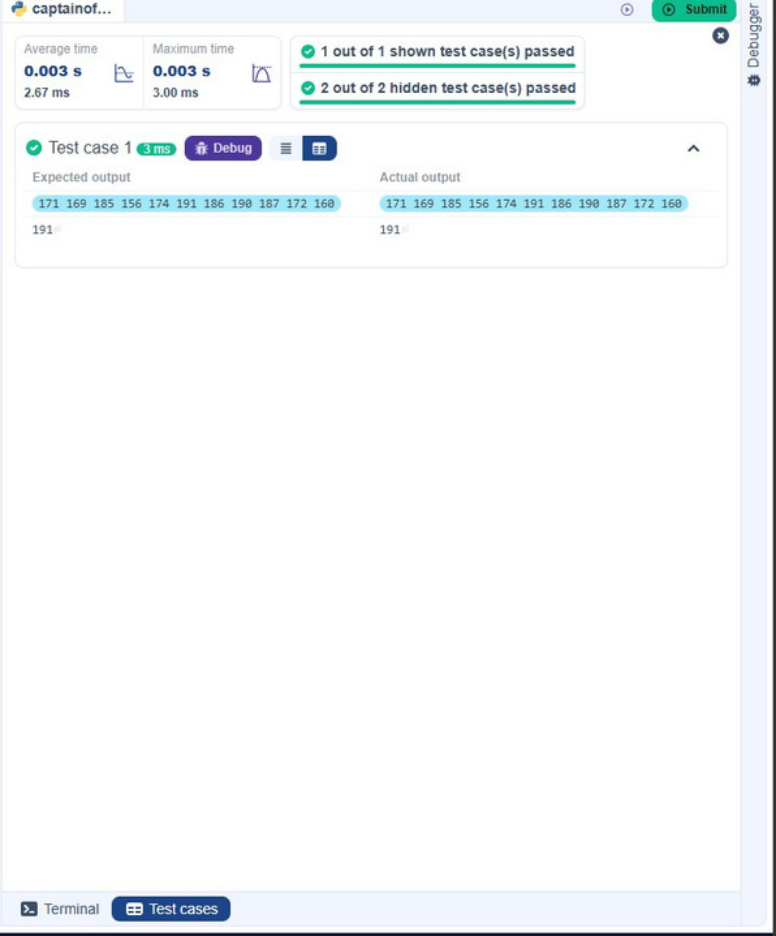 captainof...
Submit
Debugger
Average time
0.003 s
2.67 ms
Maximum time
0.003 s
3.00 ms
1 out of 1 shown test case(s) passed
2 out of 2 hidden test case(s) passed
Test case 1 3 ms Debug
Expected output
171 169 185 156 174 191 186 190 187 172 160
191
Actual output
171 169 185 156 174 191 186 190 187 172 160
191
Terminal
Test cases